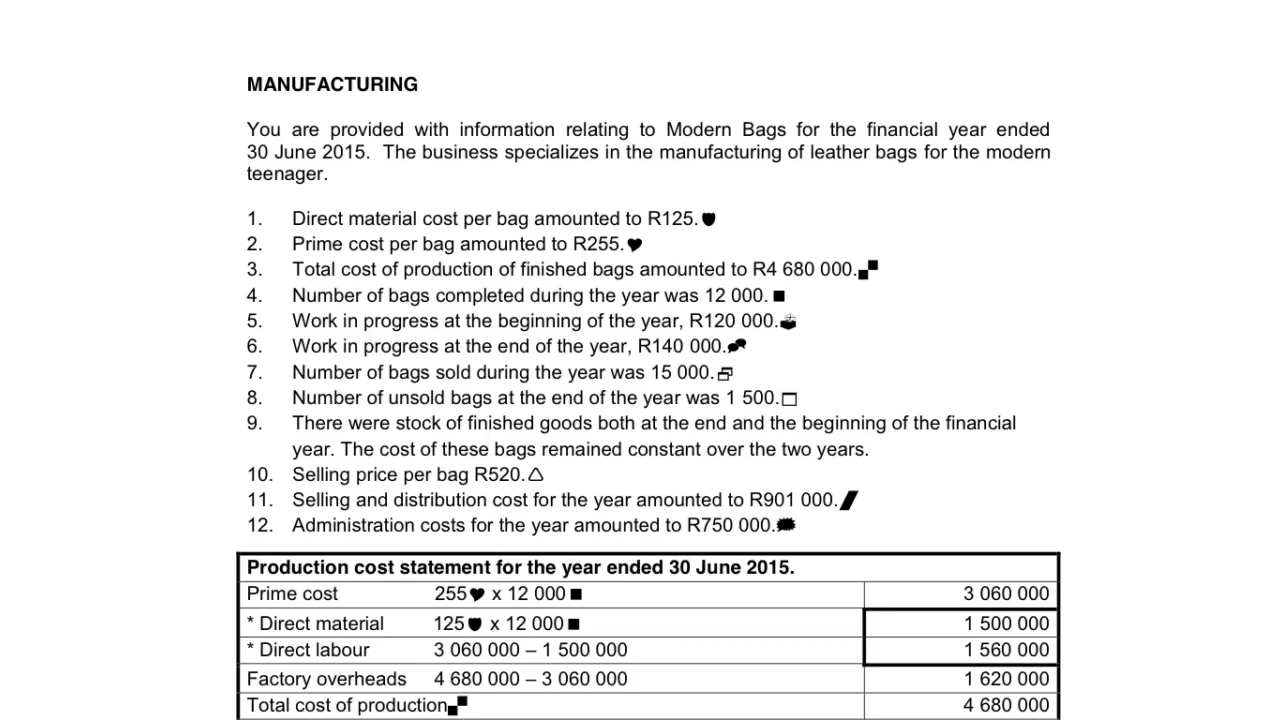 MANUFACTURING
You are provided with information relating to Modern Bags for the financial year ended
30 June 2015. The business specializes in the manufacturing of leather bags for the modern
teenager.
1. Direct material cost per bag amounted to R125.
2. Prime cost per bag amounted to R255.
3. Total cost of production of finished bags amounted to R4 680 000.
4. Number of bags completed during the year was 12 000.
5. Work in progress at the beginning of the year, R120 000.
6. Work in progress at the end of the year, R140 000.
7. Number of bags sold during the year was 15 000.
8. Number of unsold bags at the end of the year was 1 500.
9. There were stock of finished goods both at the end and the beginning of the financial
year. The cost of these bags remained constant over the two years.
10. Selling price per bag R520.
11. Selling and distribution cost for the year amounted to R901 000.
12. Administration costs for the year amounted to R750 000.
Production cost statement for the year ended 30 June 2015.
Prime cost 255 x 12 000 3 060 000
* Direct material 125 x 12 000 1 500 000
* Direct labour 3 060 000 – 1 500 000 1 560 000
Factory overheads 4 680 000 – 3 060 000 1 620 000
Total cost of production 4 680 000